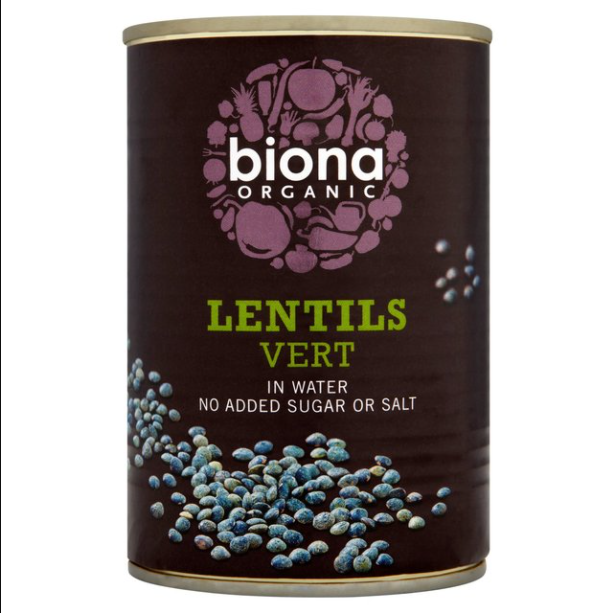 biona
ORGANIC
LENTILS
VERT
IN WATER
NO ADDED SUGAR OR SALT